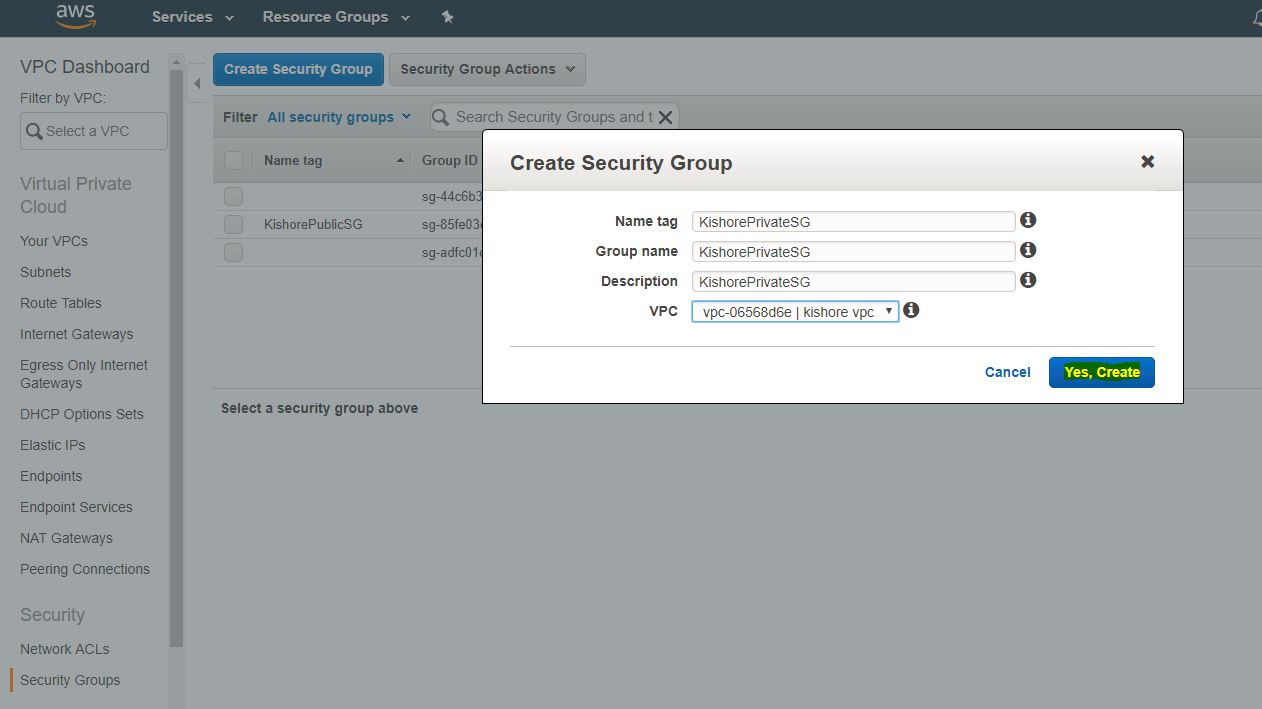 aws
Services
Resource Groups
VPC Dashboard
Filter by VPC:
Select a VPC
Virtual Private
Cloud
Your VPCs
Subnets
Route Tables
Internet Gateways
Egress Only Internet
Gateways
DHCP Options Sets
Elastic IPs
Endpoints
Endpoint Services
NAT Gateways
Peering Connections
Security
Network ACLs
Security Groups
Create Security Group
Security Group Actions
Filter All security groups
Search Security Groups and t
Name tag Group ID
sg-44c6b3
KishorePublicSG sg-85fe03
sg-adfc01
Select a security group above
Create Security Group
Name tag KishorePrivateSG
Group name KishorePrivateSG
Description KishorePrivateSG
VPC vpc-06568d6e | kishore vpc
Cancel Yes, Create